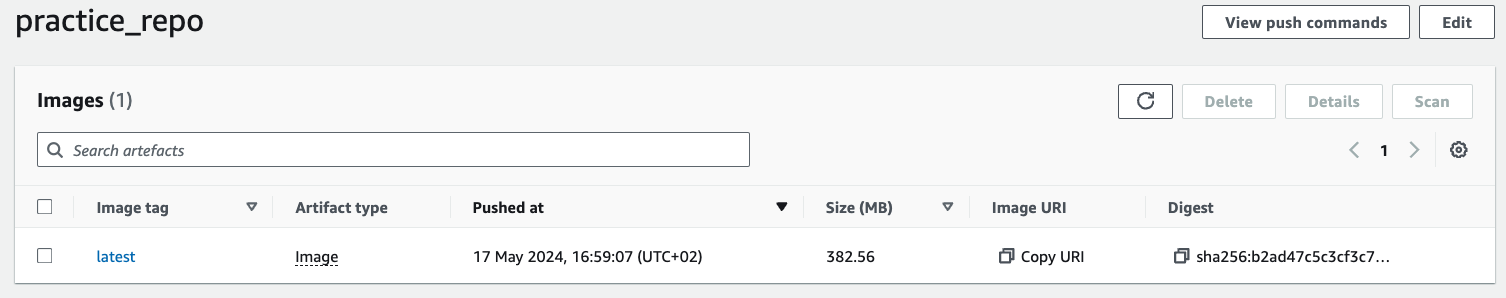 practice_repo
View push commands Edit
Images (1)
Delete Details Scan
Search artefacts
1
Image tag Artifact type Pushed at Size (MB) Image URI Digest
latest Image 17 May 2024, 16:59:07 (UTC+02) 382.56 Copy URI sha256:b2ad47c5c3cf3c7...